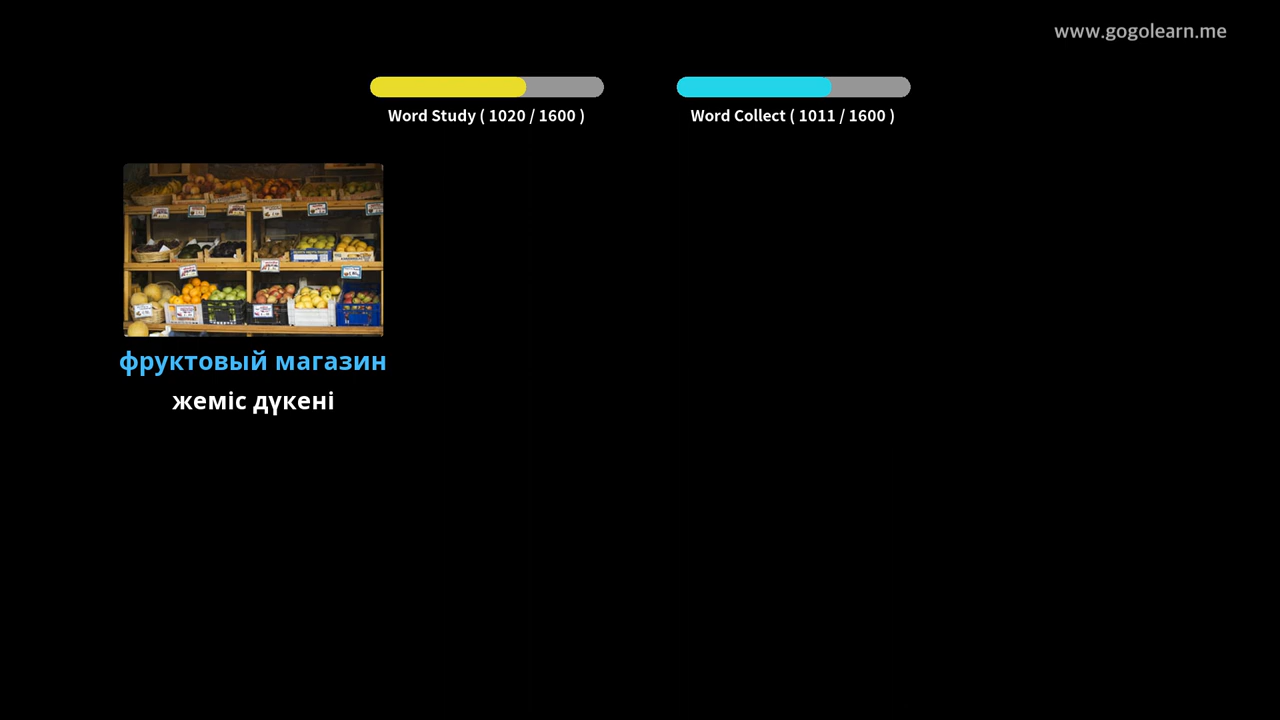 www.gogolearn.me
Word Study ( 1020 / 1600 )
Word Collect ( 1011 / 1600 )
фруктовый магазин
жеміс дүкені